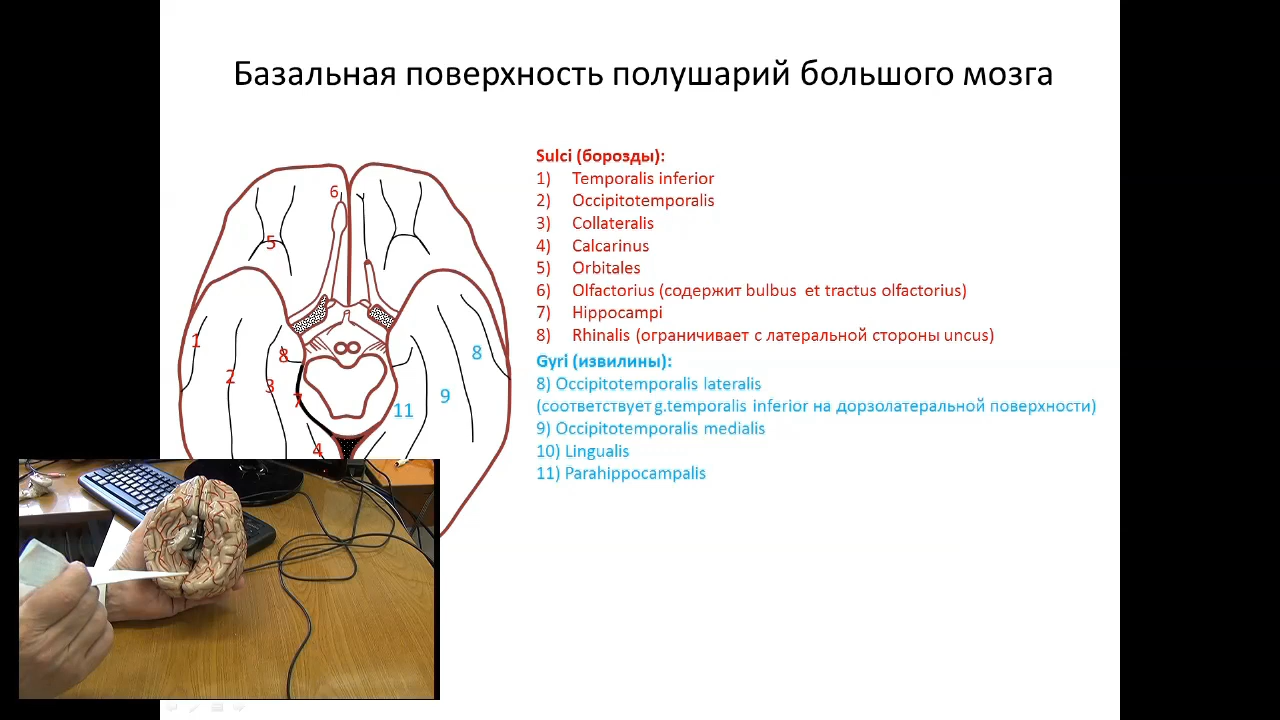 Базальная поверхность полушарий большого мозга
Sulci (борозды):
1) Temporalis inferior
2) Occipitotemporalis
3) Collateralis
4) Calcarinus
5) Orbitales
6) Olfactorius (содержит bulbus et tractus olfactorius)
7) Hippocampi
8) Rhinalis (ограничивает с латеральной стороны uncus)
Gyri (извилины):
8) Occipitotemporalis lateralis
(соответствует g.temporalis inferior на дорзолатеральной поверхности)
9) Occipitotemporalis medialis
10) Lingualis
11) Parahippocampalis
6
5
1
8
8
2
3
9
7
11
4